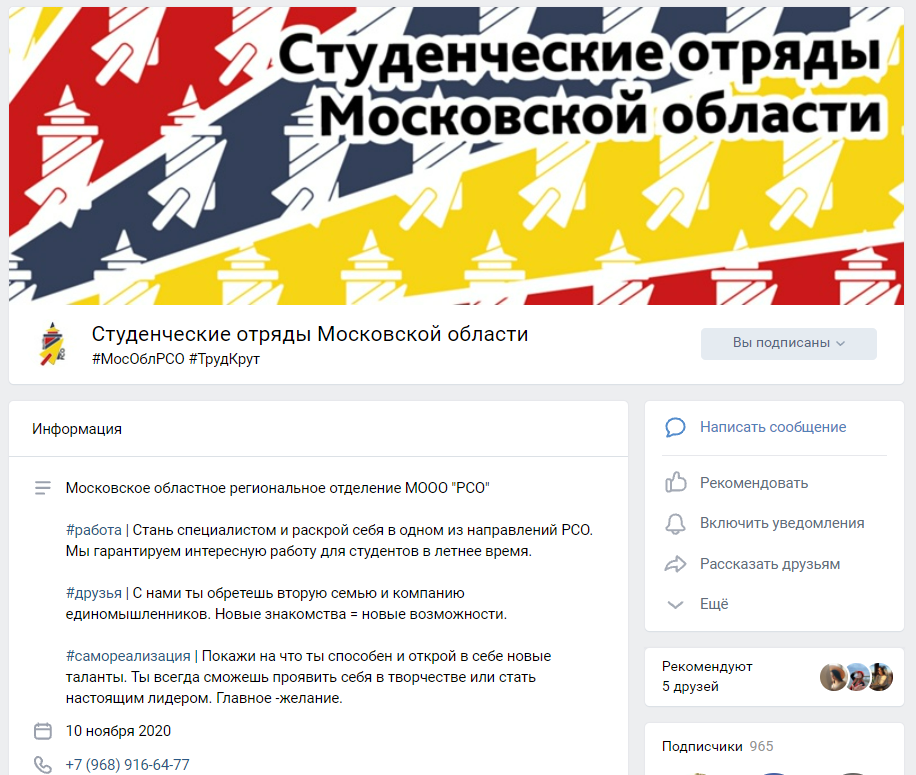 Студенческие отряды
Московской области
Студенческие отряды Московской области
#МосОблРСО #ТрудКрут
Вы подписаны
Информация
Московское областное региональное отделение МООО "РСО"
#работа | Стань специалистом и раскрой себя в одном из направлений РСО.
Мы гарантируем интересную работу для студентов в летнее время.
#друзья | С нами ты обретешь вторую семью и компанию
единомышленников. Новые знакомства = новые возможности.
#самореализация | Покажи на что ты способен и открой в себе новые
таланты. Ты всегда сможешь проявить себя в творчестве или стать
настоящим лидером. Главное -желание.
10 ноября 2020
+7 (968) 916-64-77
Написать сообщение
Рекомендовать
Включить уведомления
Рассказать друзьям
Ещё
Рекомендуют
5 друзей
Подписчики 965